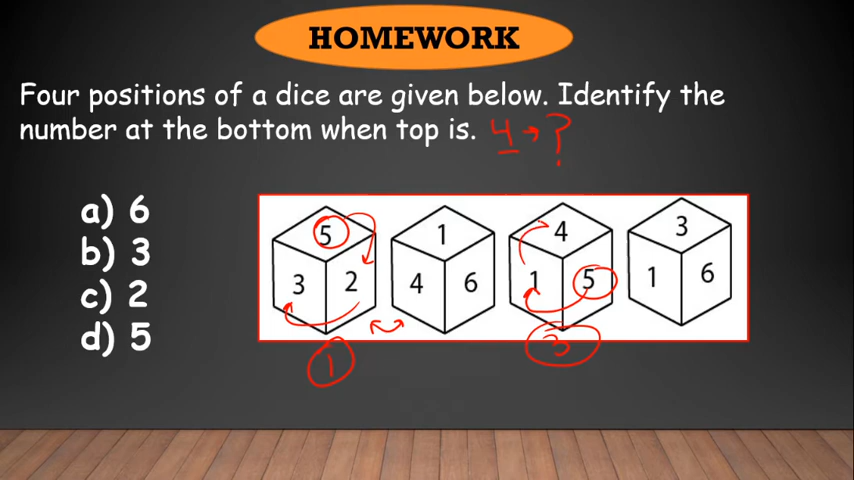 HOMEWORK
Four positions of a dice are given below. Identify the
number at the bottom when top is. 4 → ?
a) 6
b) 3
c) 2
d) 5
5 3 2
1 4 6
4 1 5
3 1 6
1 3